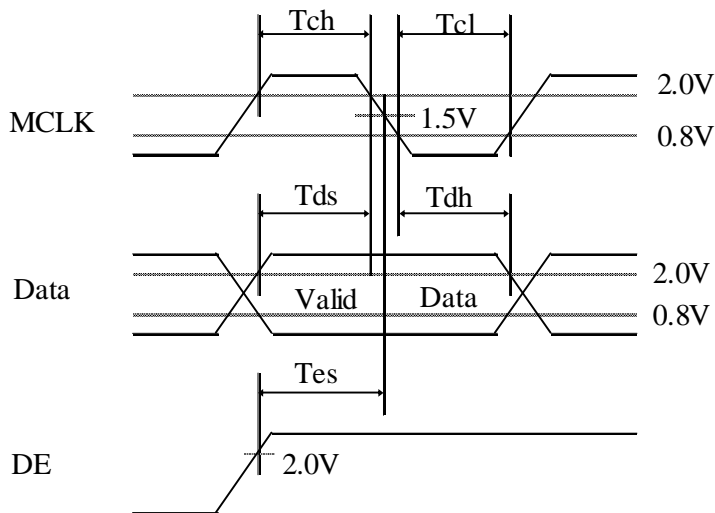 Tch Tcl
2.0V
MCLK 1.5V
0.8V
Tds Tdh
2.0V
Data Valid Data
0.8V
Tes
DE 2.0V